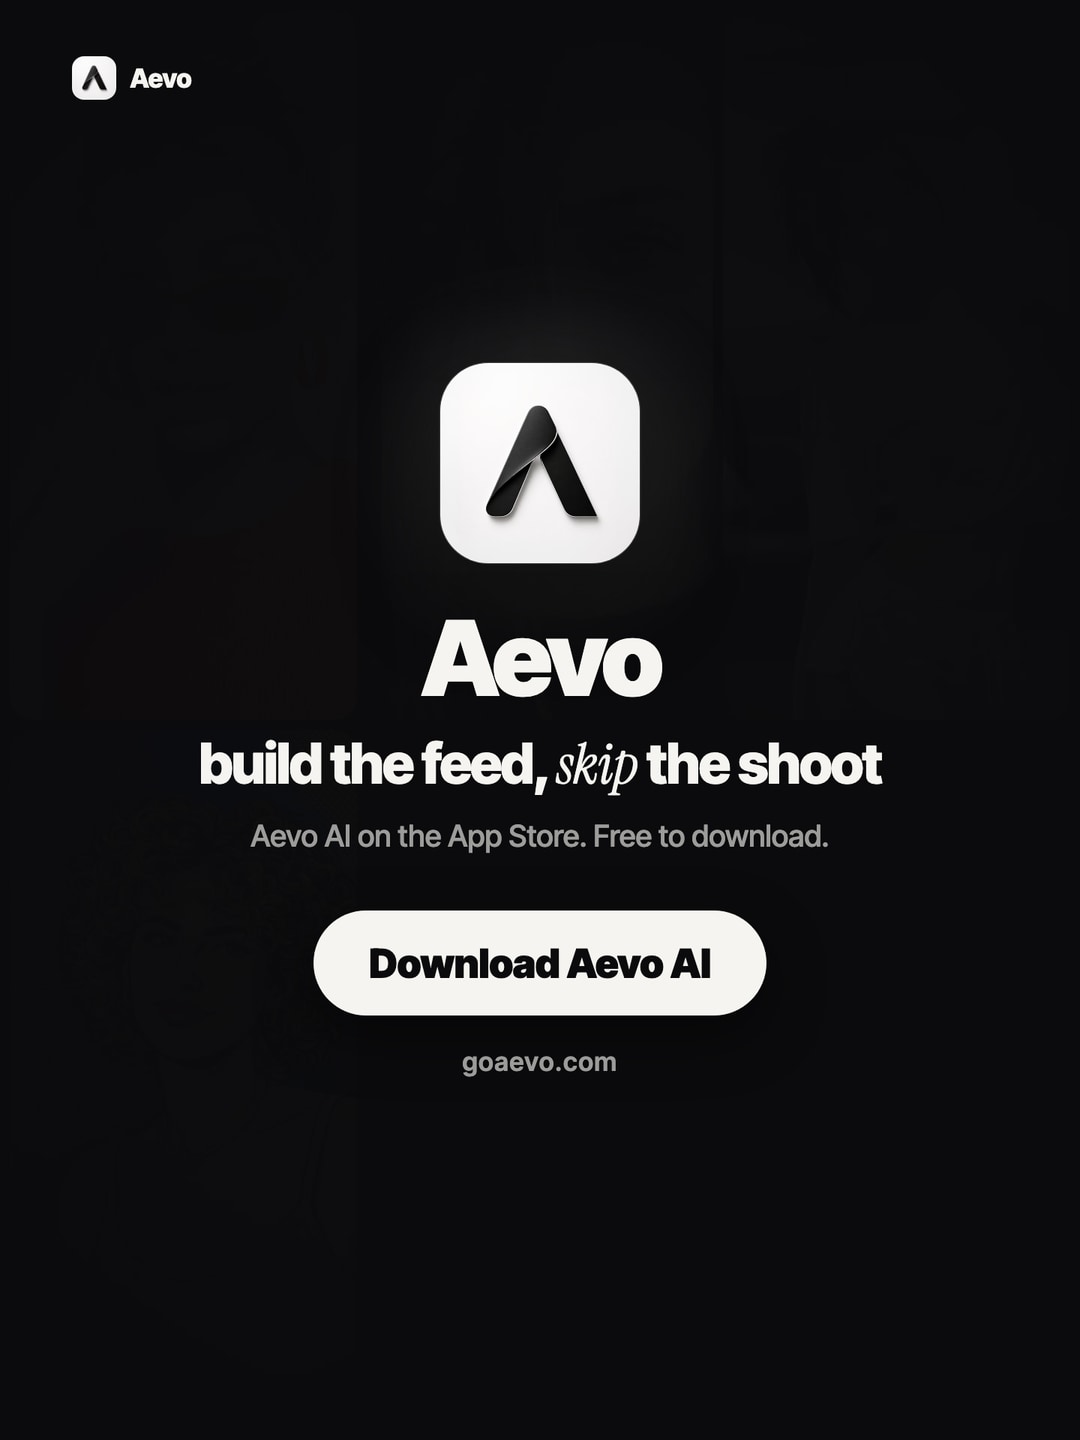 Aevo
Aevo
build the feed, skip the shoot
Aevo AI on the App Store. Free to download.
Download Aevo AI
goaevo.com